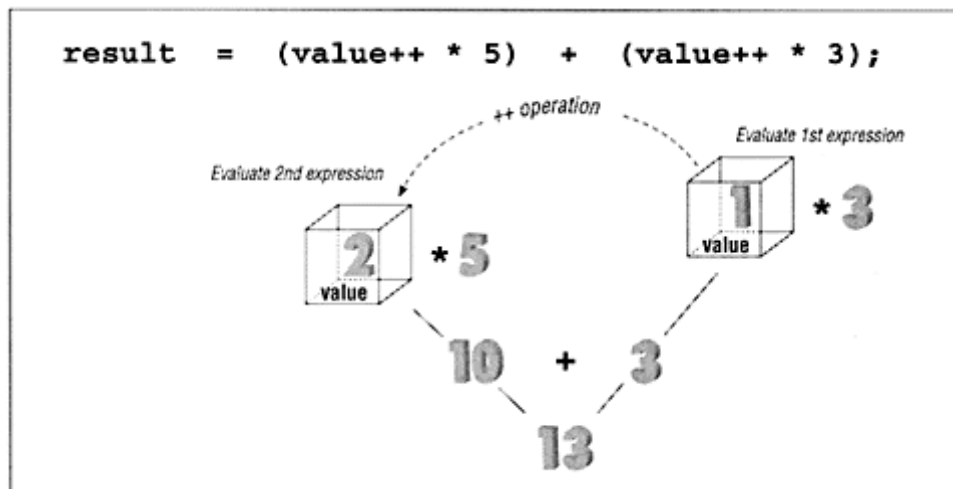 result = (value++ * 5) + (value++ * 3);
++ operation
Evaluate 1st expression
Evaluate 2nd expression
1 * 3
value
2 * 5
value
10 + 3
13